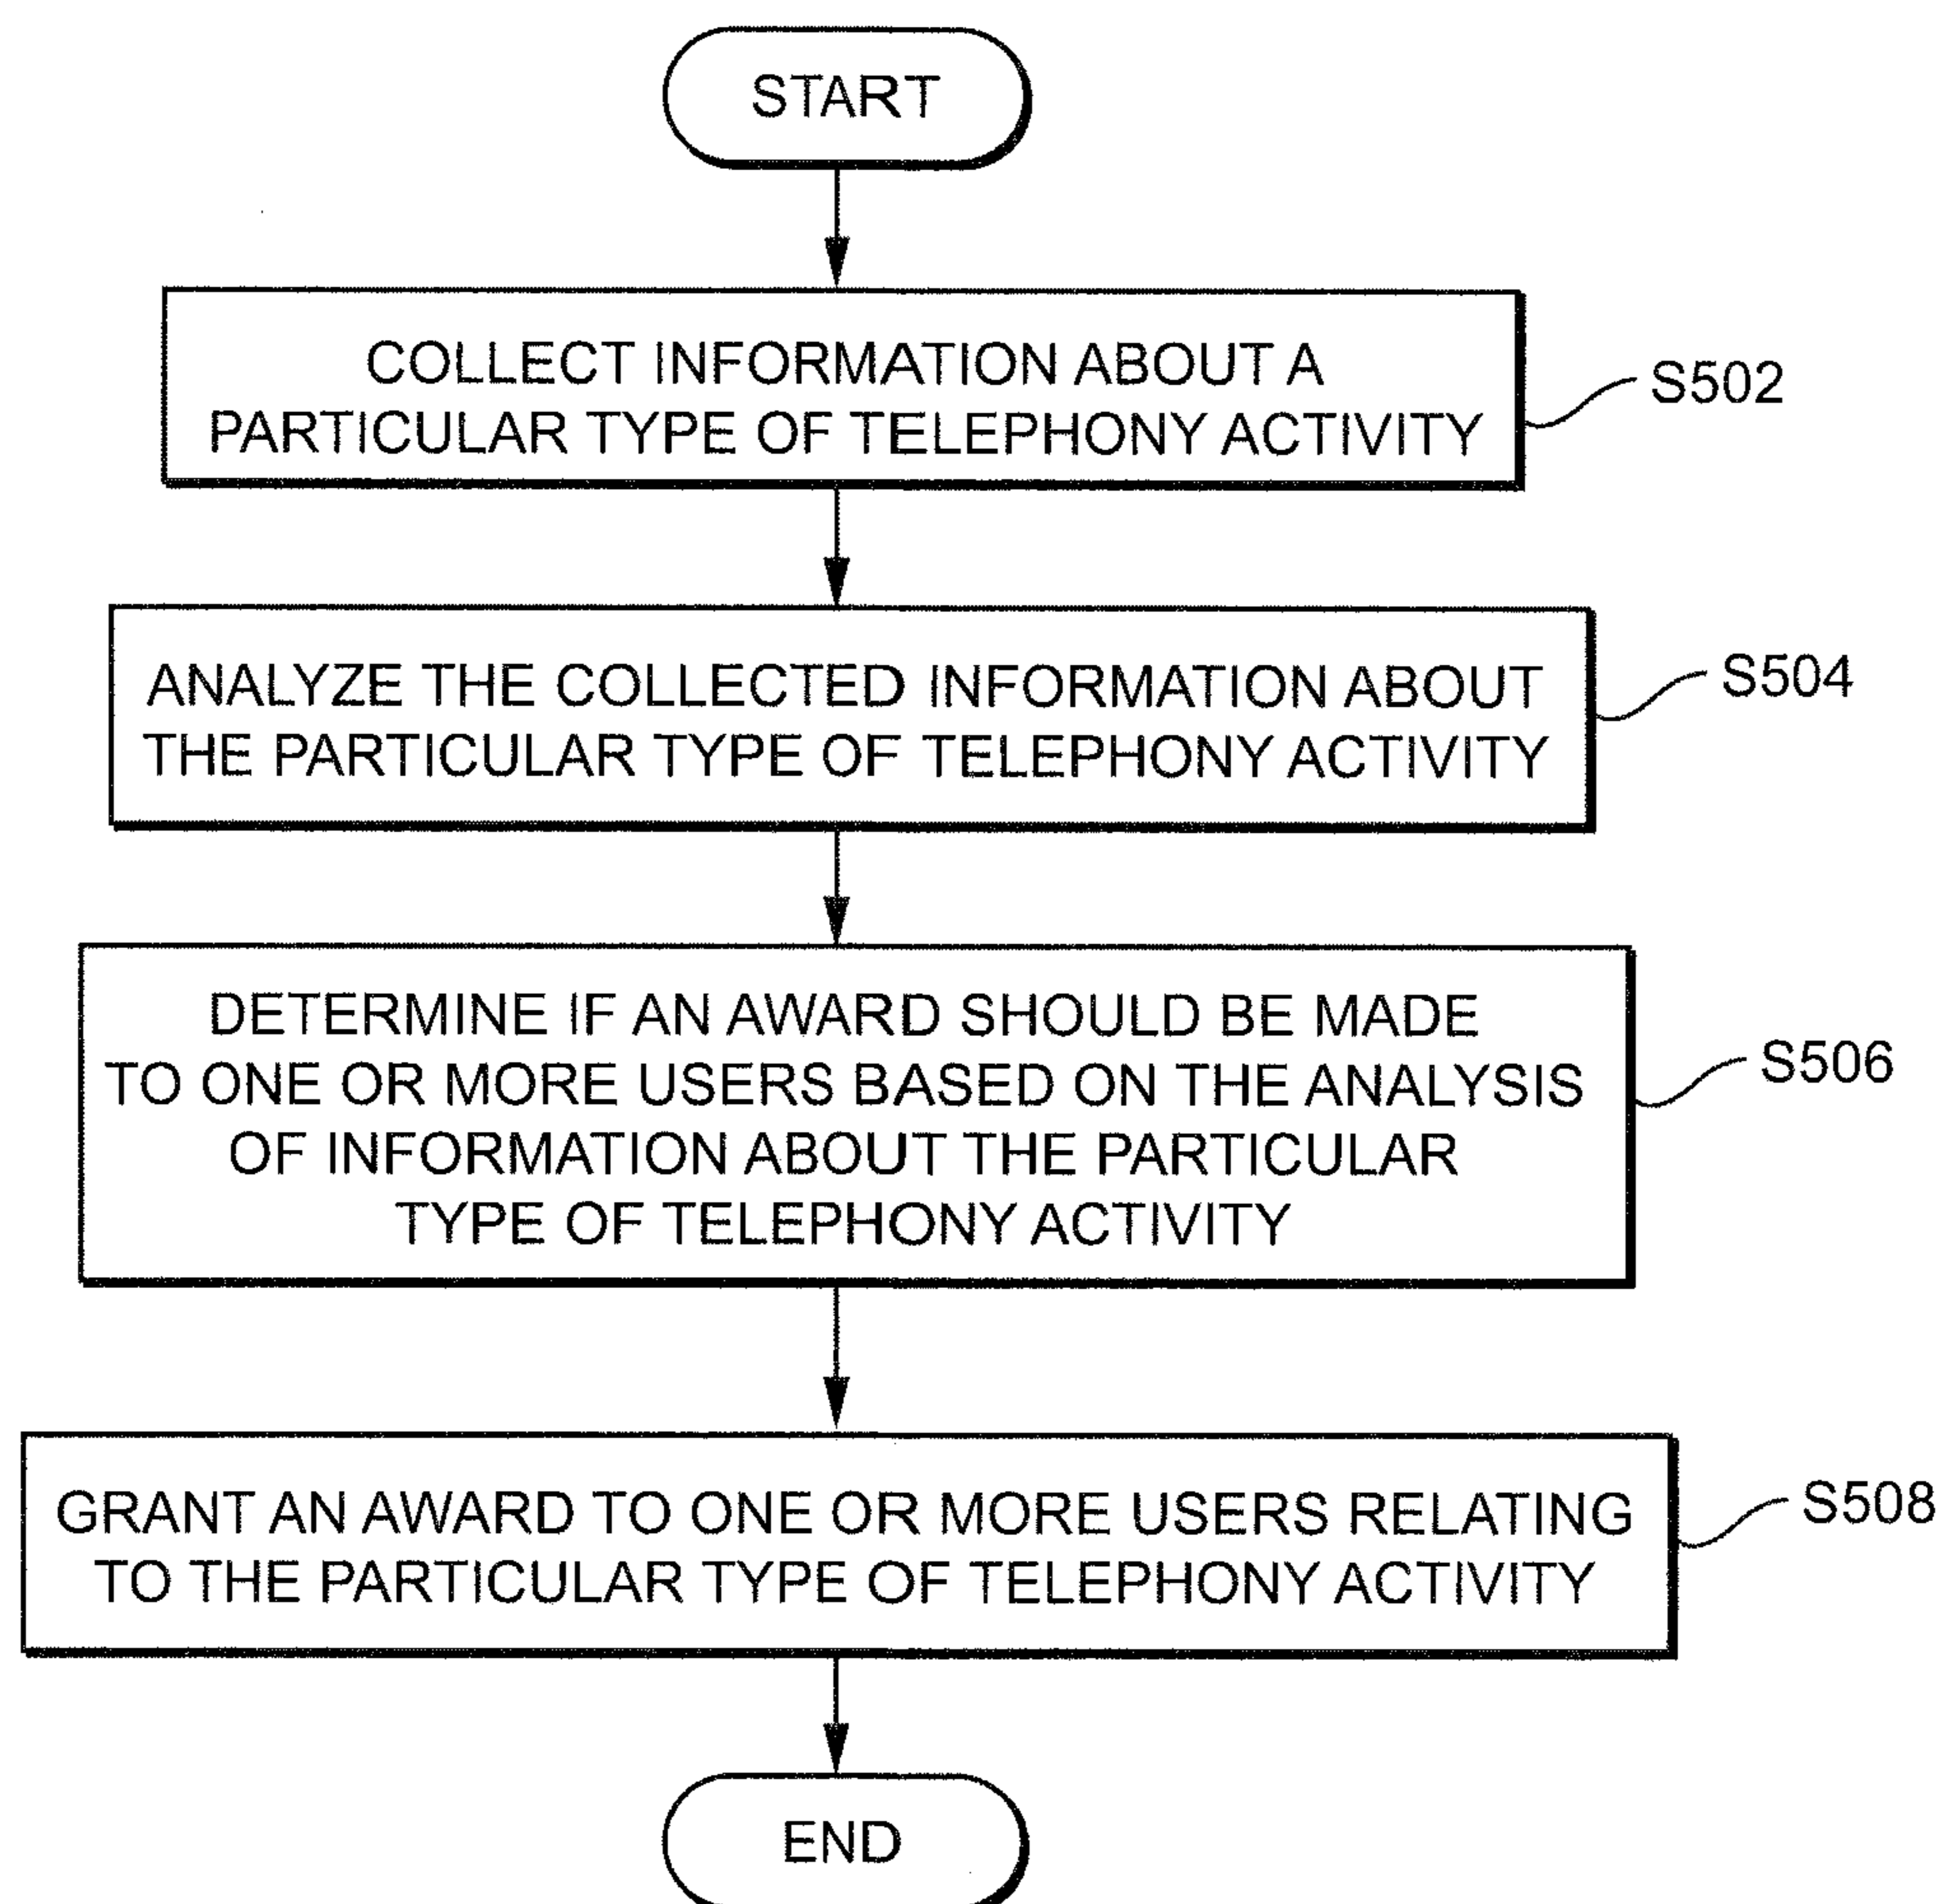 START
COLLECT INFORMATION ABOUT A
PARTICULAR TYPE OF TELEPHONY ACTIVITY
S502
ANALYZE THE COLLECTED INFORMATION ABOUT
THE PARTICULAR TYPE OF TELEPHONY ACTIVITY
S504
DETERMINE IF AN AWARD SHOULD BE MADE
TO ONE OR MORE USERS BASED ON THE ANALYSIS
OF INFORMATION ABOUT THE PARTICULAR
TYPE OF TELEPHONY ACTIVITY
S506
GRANT AN AWARD TO ONE OR MORE USERS RELATING
TO THE PARTICULAR TYPE OF TELEPHONY ACTIVITY
S508
END